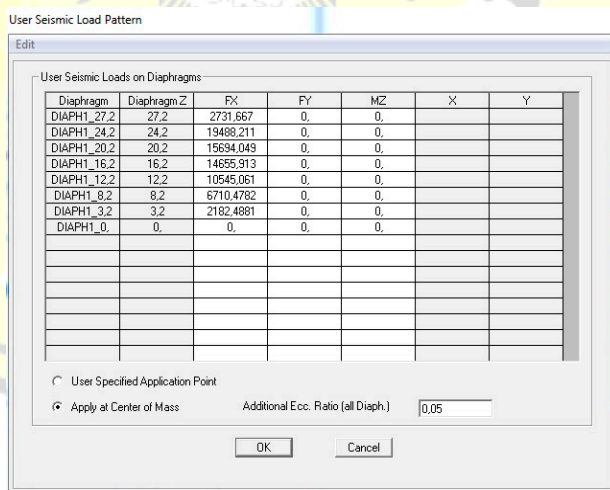 User Seismic Load Pattern
Edit
User Seismic Loads on Diaphragms
Diaphragm Diaphragm Z FX FY MZ X Y
DIAPH1_27,2 27,2 2731,667 0, 0,
DIAPH1_24,2 24,2 19488,211 0, 0,
DIAPH1_20,2 20,2 15694,049 0, 0,
DIAPH1_16,2 16,2 14655,913 0, 0,
DIAPH1_12,2 12,2 10545,061 0, 0,
DIAPH1_8,2 8,2 6710,4782 0, 0,
DIAPH1_3,2 3,2 2182,4881 0, 0,
DIAPH1_0, 0, 0, 0, 0,
User Specified Application Point
Apply at Center of Mass Additional Ecc. Ratio (all Diaph.) 0,05
OK Cancel